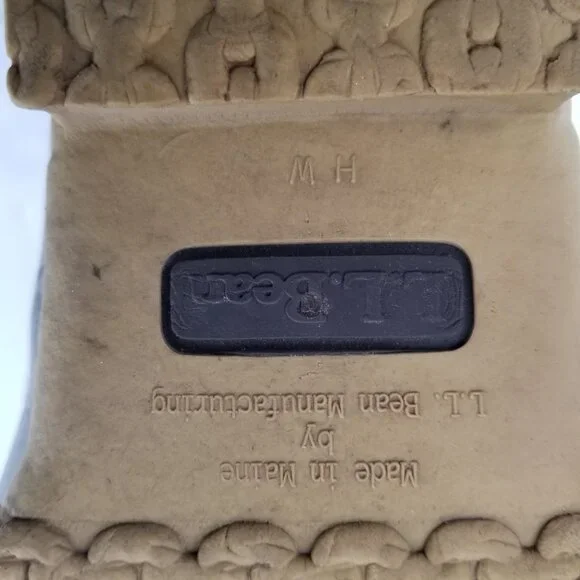 Made in Maine
by
L.L. Bean Manufacturing
L.L.Bean
H W